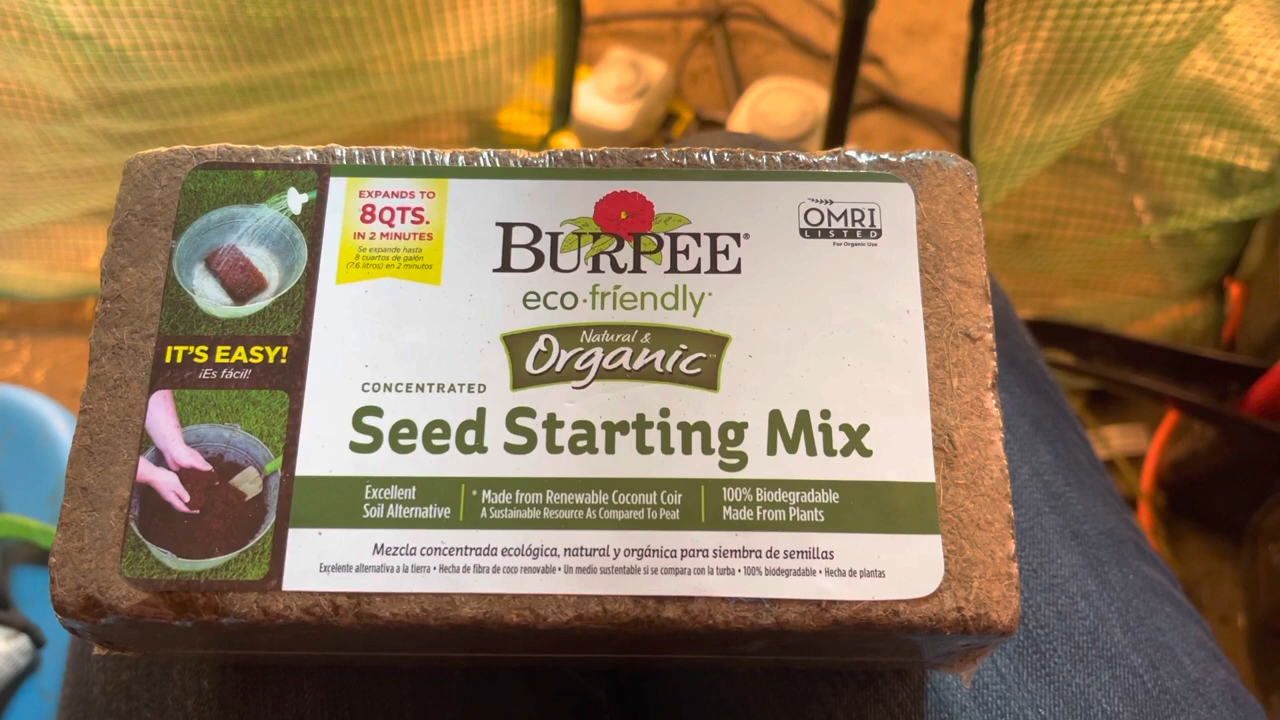 EXPANDS TO
8QTS.
IN 2 MINUTES
Se expande hasta
8 cuartos de galón
(7.6 litros) en 2 minutos
BURPEE®
eco·friendly
OMRI
LISTED
For Organic Use
Natural &
Organic™
IT'S EASY!
¡Es fácil!
CONCENTRATED
Seed Starting Mix
Excellent
Soil Alternative
* Made from Renewable Coconut Coir
A Sustainable Resource As Compared To Peat
100% Biodegradable
Made From Plants
Mezcla concentrada ecológica, natural y orgánica para siembra de semillas
Excelente alternativa a la tierra • Hecha de fibra de coco renovable • Un medio sustentable si se compara con la turba • 100% biodegradable • Hecha de plantas